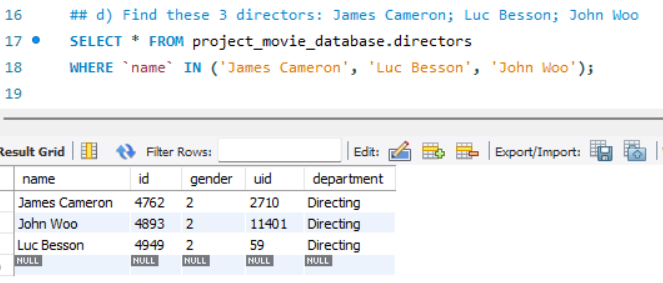 16 ## d) Find these 3 directors: James Cameron; Luc Besson; John Woo
17 SELECT * FROM project_movie_database.directors
18 WHERE `name` IN ('James Cameron', 'Luc Besson', 'John Woo');
19
Result Grid Filter Rows: Edit: Export/Import:
name id gender uid department
James Cameron 4762 2 2710 Directing
John Woo 4893 2 11401 Directing
Luc Besson 4949 2 59 Directing
NULL NULL NULL NULL NULL